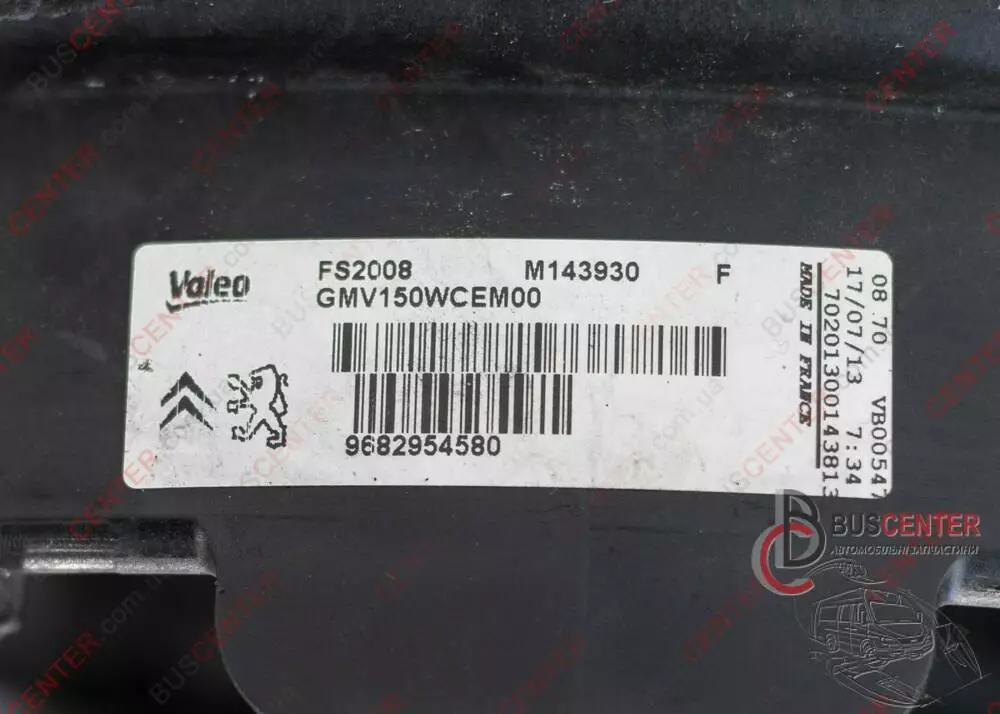 Valeo
FS2008 M143930 F
GMV150WCEM00
9682954580
MADE IN FRANCE
7020130014381
17/07/13 7:34
08.70 VB00547
BUSCENTER
АВТОМОБІЛЬНІ ЗАПЧАСТИНИ